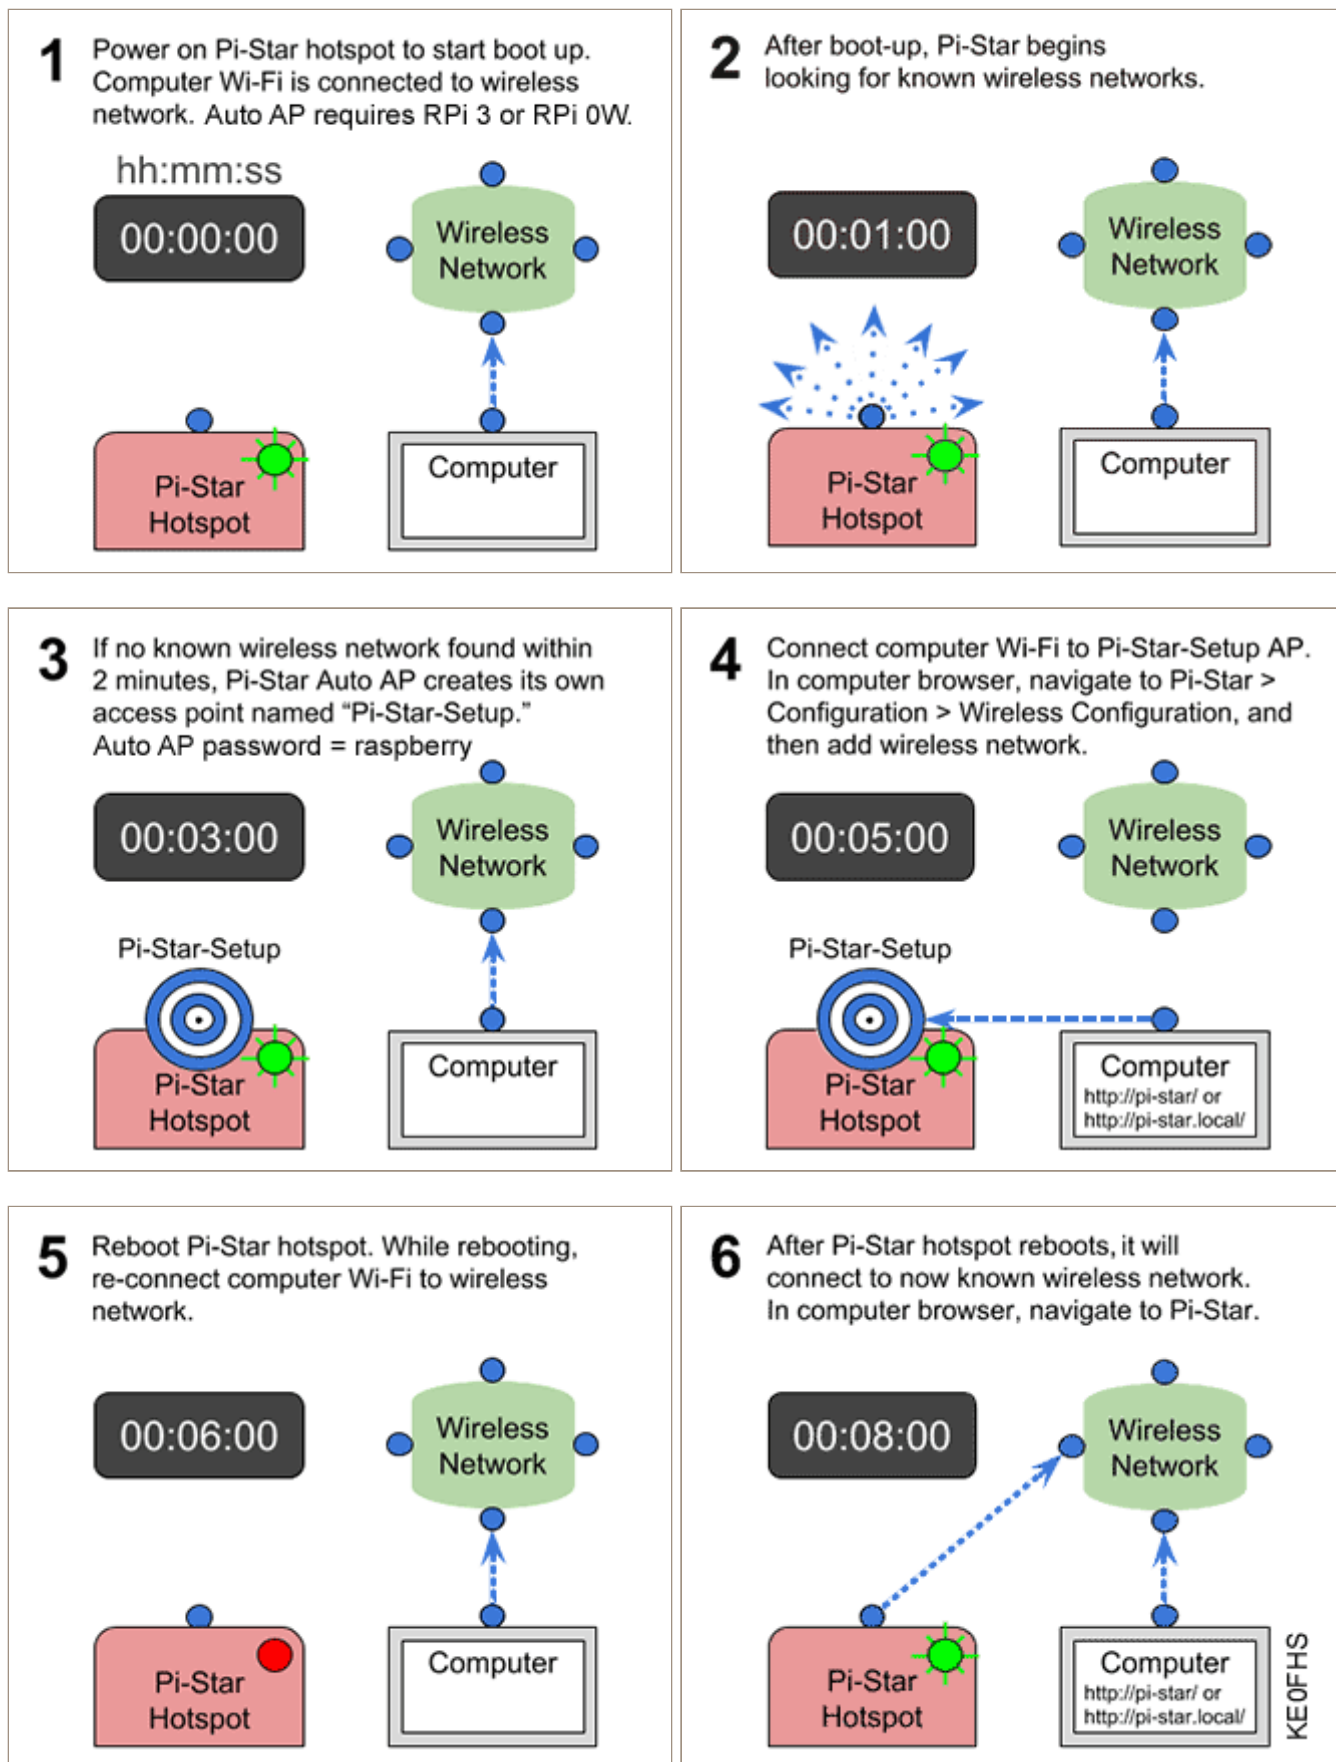 1
Power on Pi-Star hotspot to start boot up.
Computer Wi-Fi is connected to wireless
network. Auto AP requires RPi 3 or RPi 0W.
hh:mm:ss
00:00:00
Wireless
Network
Pi-Star
Hotspot
Computer
2
After boot-up, Pi-Star begins
looking for known wireless networks.
00:01:00
Wireless
Network
Pi-Star
Hotspot
Computer
3
If no known wireless network found within
2 minutes, Pi-Star Auto AP creates its own
access point named “Pi-Star-Setup.”
Auto AP password = raspberry
00:03:00
Wireless
Network
Pi-Star-Setup
Pi-Star
Hotspot
Computer
4
Connect computer Wi-Fi to Pi-Star-Setup AP.
In computer browser, navigate to Pi-Star >
Configuration > Wireless Configuration, and
then add wireless network.
00:05:00
Wireless
Network
Pi-Star-Setup
Pi-Star
Hotspot
Computer
http://pi-star/ or
http://pi-star.local/
5
Reboot Pi-Star hotspot. While rebooting,
re-connect computer Wi-Fi to wireless
network.
00:06:00
Wireless
Network
Pi-Star
Hotspot
Computer
6
After Pi-Star hotspot reboots, it will
connect to now known wireless network.
In computer browser, navigate to Pi-Star.
00:08:00
Wireless
Network
Pi-Star
Hotspot
Computer
http://pi-star/ or
http://pi-star.local/
KE0FHS